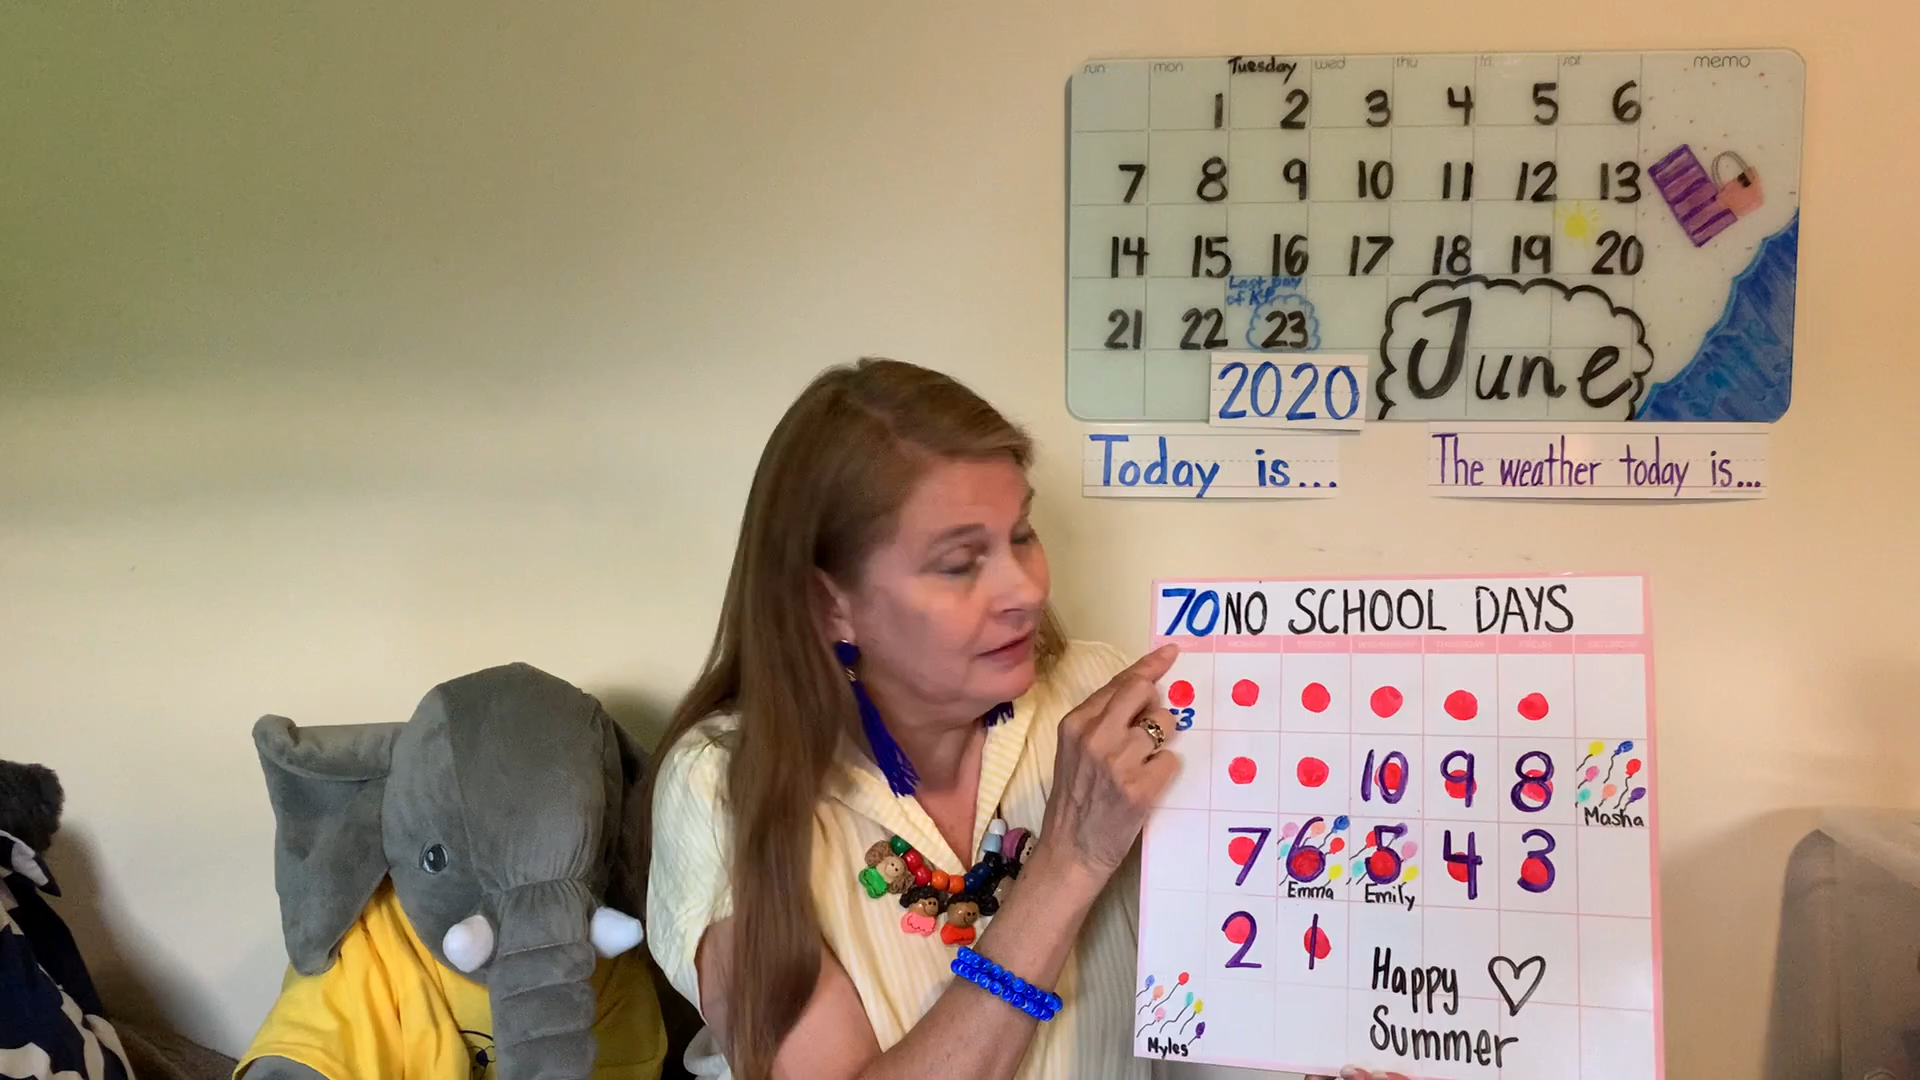 sun mon Tuesday wed thu fri sat memo
1 2 3 4 5 6
7 8 9 10 11 12 13
14 15 16 17 18 19 20
Last Day
of
21 22 23
June
2020
Today is...
The weather today is...
70 NO SCHOOL DAYS
10 9 8
Masha
7 6 5 4 3
Emma Emily
2 1
Happy
Summer
Myles